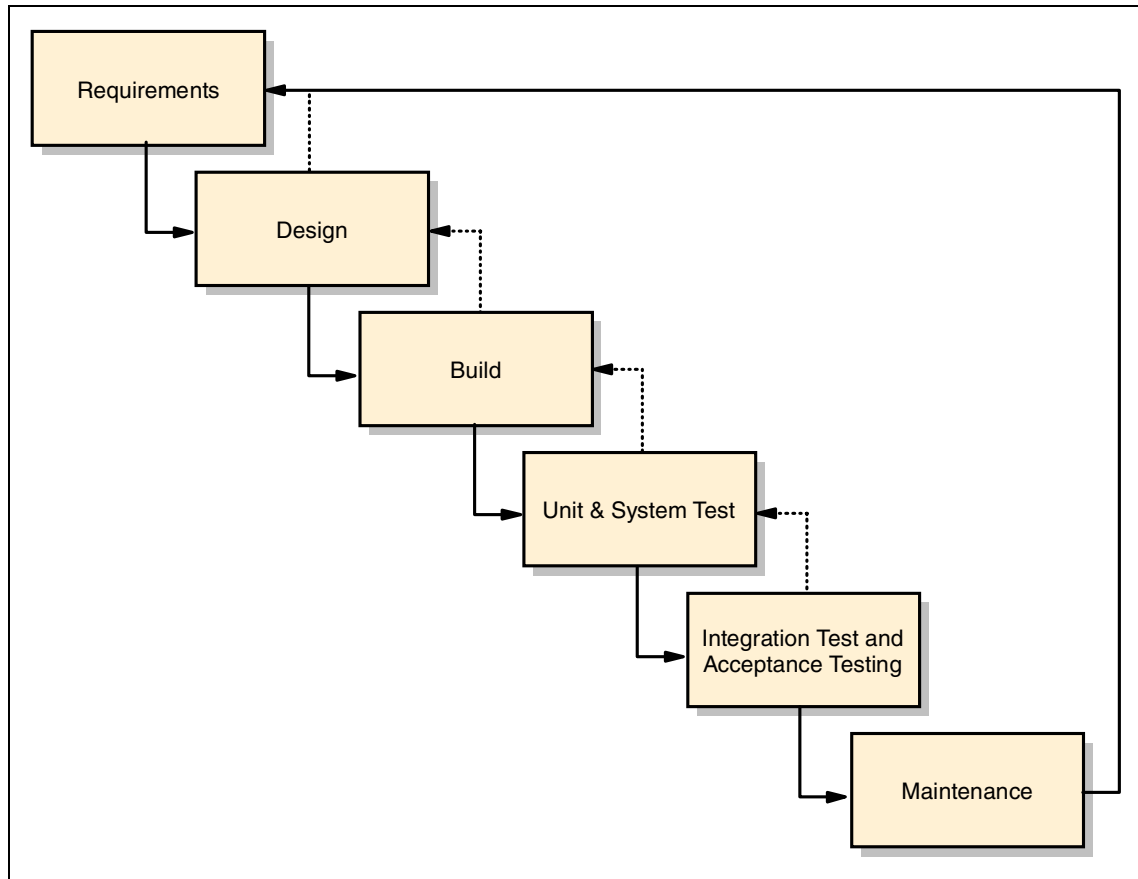 Requirements
Design
Build
Unit & System Test
Integration Test and
Acceptance Testing
Maintenance